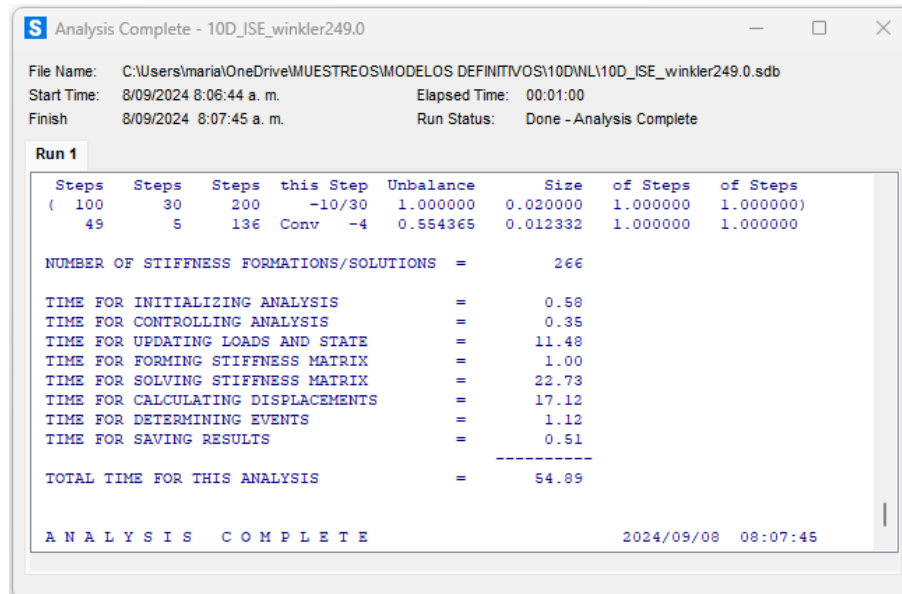 S Analysis Complete - 10D_ISE_winkler249.0
File Name: C:\Users\maria\OneDrive\MUESTREOS\MODELOS DEFINITIVOS\10D\NL\10D_ISE_winkler249.0.sdb
Start Time: 8/09/2024 8:06:44 a. m. Elapsed Time: 00:01:00
Finish 8/09/2024 8:07:45 a. m. Run Status: Done - Analysis Complete
Run 1
Steps Steps Steps this Step Unbalance Size of Steps of Steps
( 100 30 200 -10/30 1.000000 0.020000 1.000000 1.000000)
49 5 136 Conv -4 0.554365 0.012332 1.000000 1.000000
NUMBER OF STIFFNESS FORMATIONS/SOLUTIONS = 266
TIME FOR INITIALIZING ANALYSIS = 0.58
TIME FOR CONTROLLING ANALYSIS = 0.35
TIME FOR UPDATING LOADS AND STATE = 11.48
TIME FOR FORMING STIFFNESS MATRIX = 1.00
TIME FOR SOLVING STIFFNESS MATRIX = 22.73
TIME FOR CALCULATING DISPLACEMENTS = 17.12
TIME FOR DETERMINING EVENTS = 1.12
TIME FOR SAVING RESULTS = 0.51
----------
TOTAL TIME FOR THIS ANALYSIS = 54.89
A N A L Y S I S C O M P L E T E 2024/09/08 08:07:45